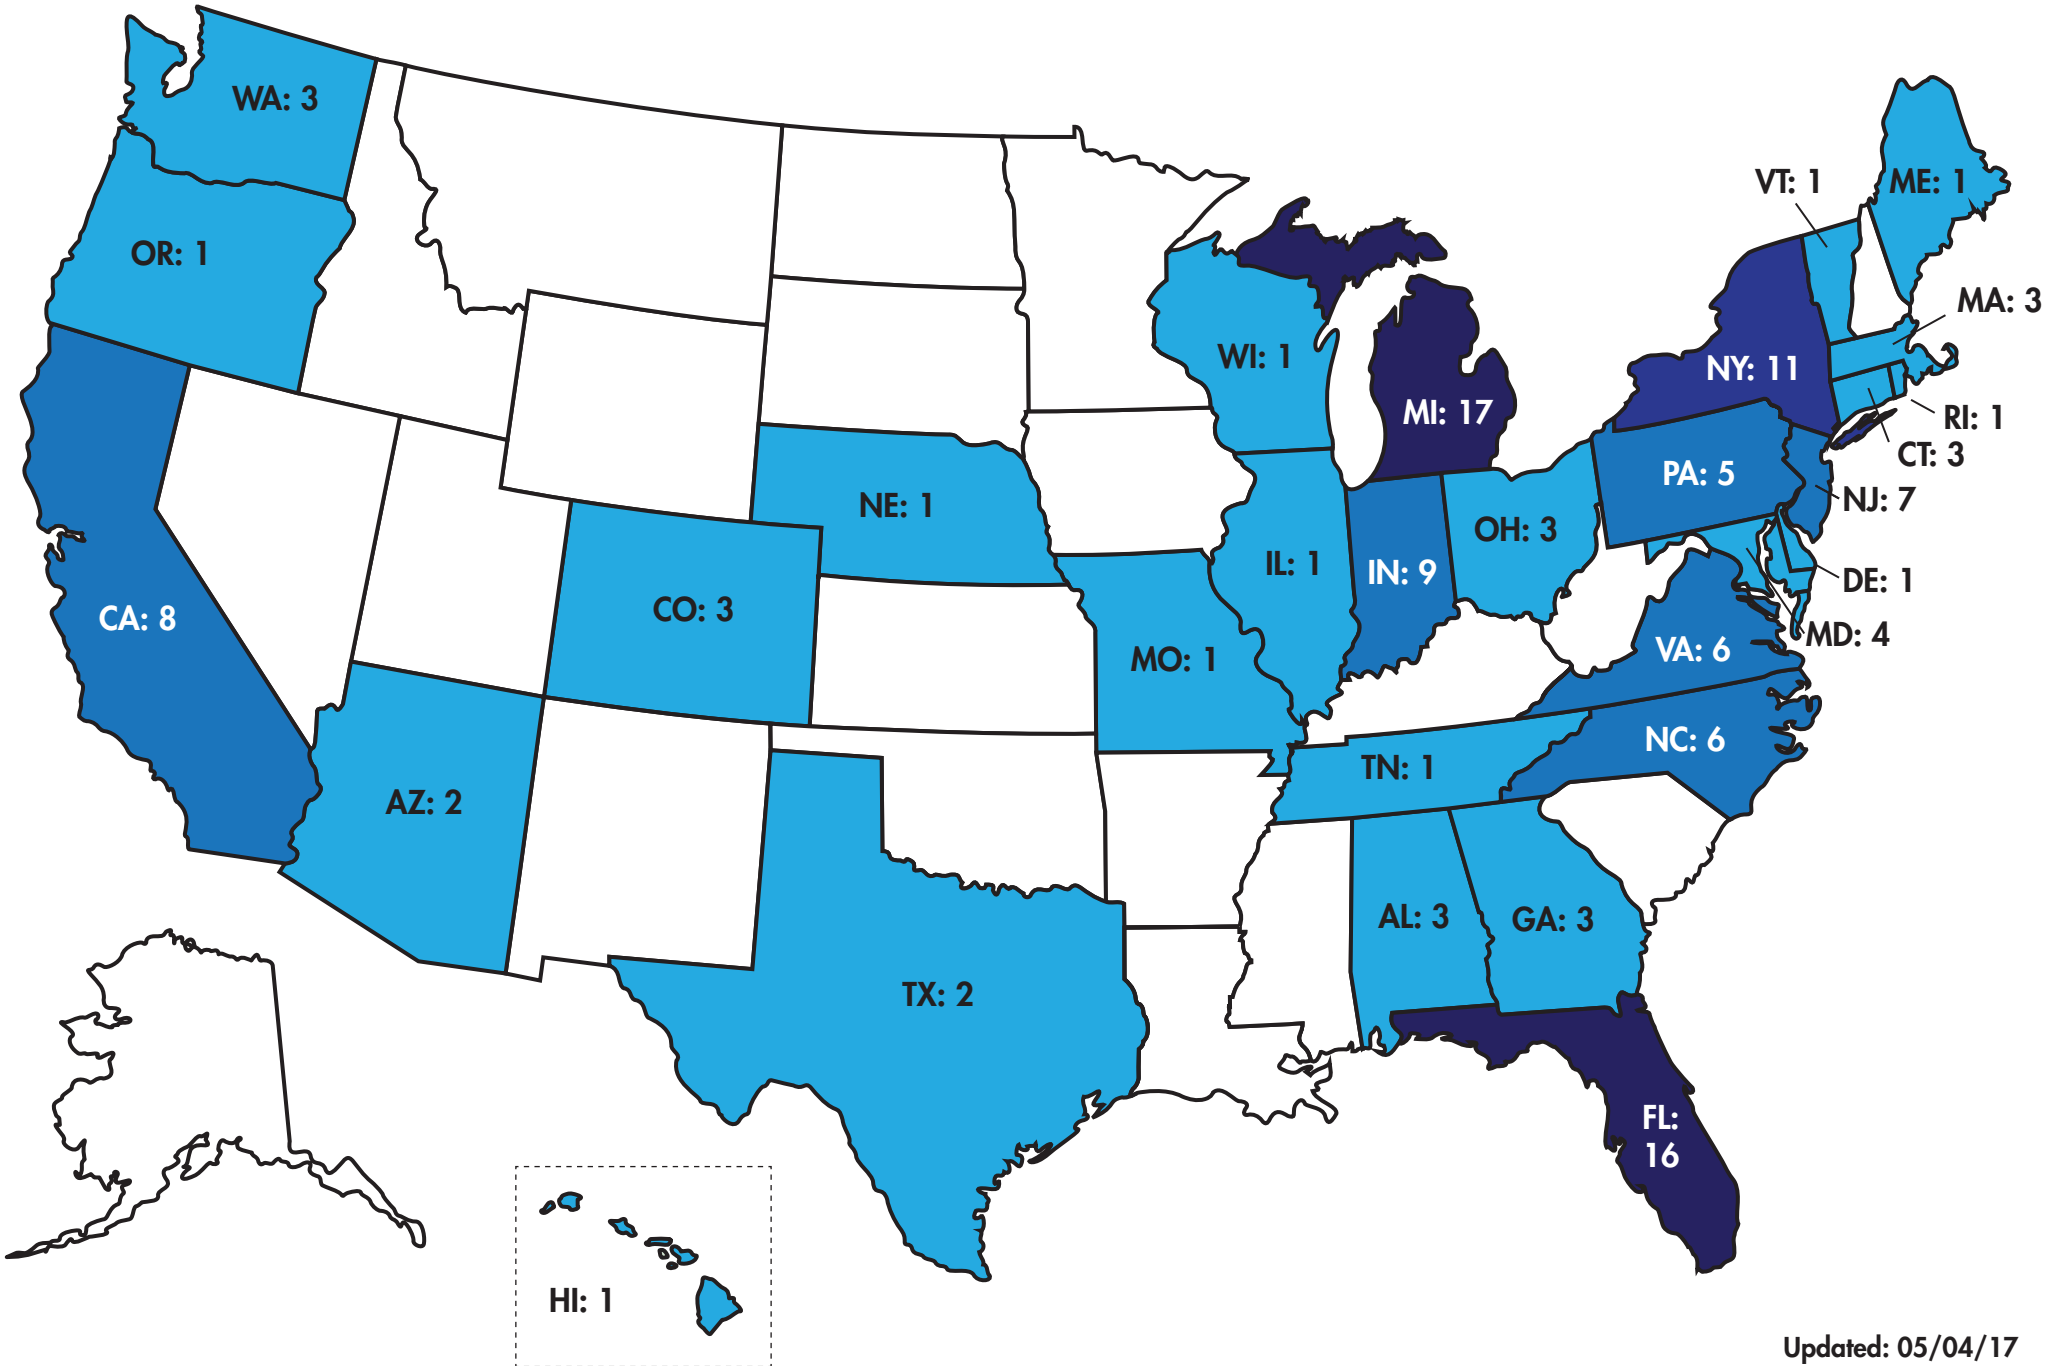 WA: 3
VT: 1
ME: 1
OR: 1
MA: 3
WI: 1
NY: 11
MI: 17
RI: 1
CT: 3
PA: 5
NJ: 7
NE: 1
OH: 3
IL: 1
IN: 9
DE: 1
CO: 3
CA: 8
MD: 4
VA: 6
MO: 1
NC: 6
TN: 1
AZ: 2
AL: 3
GA: 3
TX: 2
FL:
16
HI: 1
Updated: 05/04/17